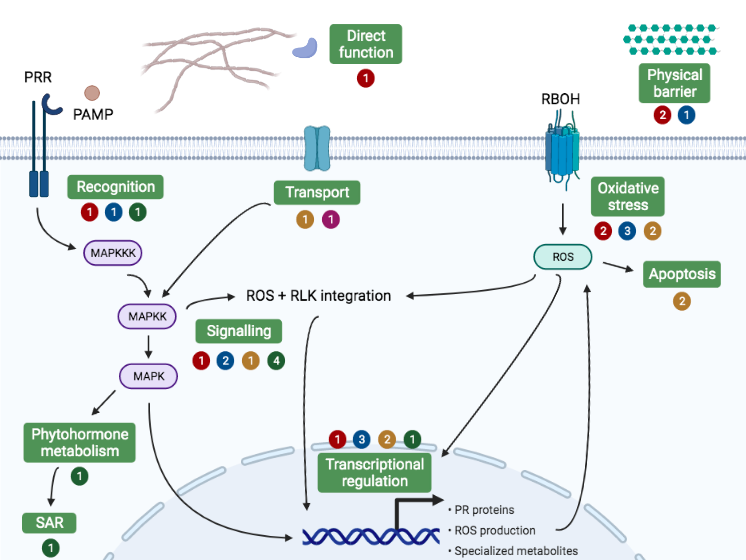 Direct
function
1
Physical
barrier
2 1
PRR
PAMP
RBOH
Recognition
1 1 1
Transport
1 1
Oxidative
stress
2 3 2
MAPKKK
ROS
Apoptosis
2
ROS + RLK integration
MAPKK
Signalling
1 2 1 4
MAPK
Phytohormone
metabolism
1
1 3 2 1
Transcriptional
regulation
SAR
1
• PR proteins
• ROS production
• Specialized metabolites